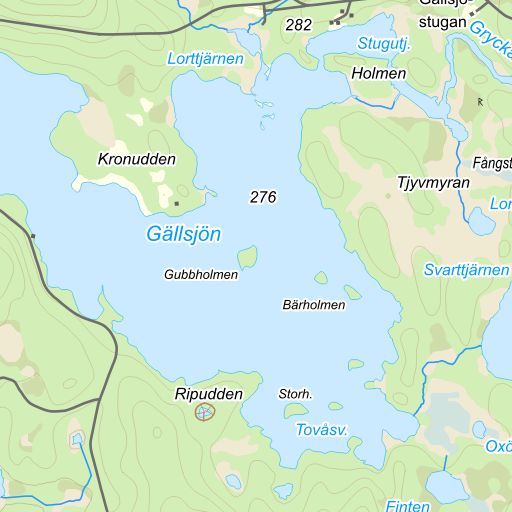 Gällsjö-
stugan
282
Grycka
Stugutj.
Lorttjärnen
Holmen
Kronudden
Fångst
Tjyvmyran
276
Lor
Gällsjön
Svarttjärnen
Gubbholmen
Bärholmen
Ripudden
Storh.
Tovåsv.
Oxö
Finten